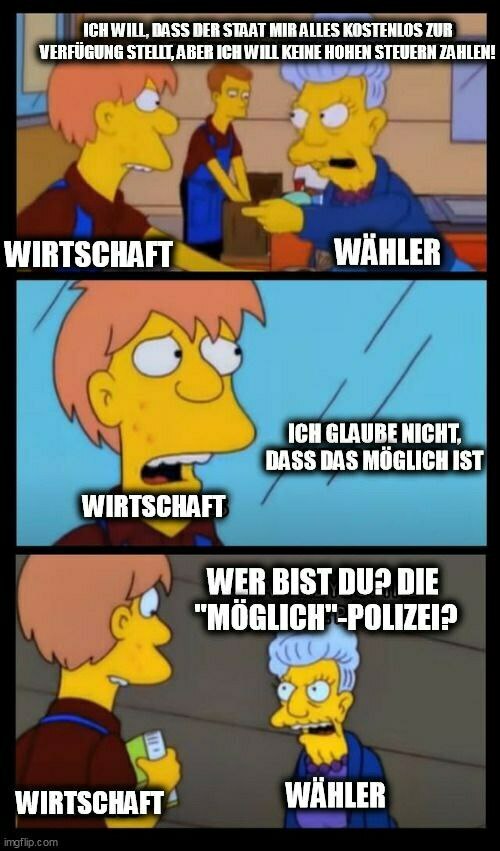 ICH WILL, DASS DER STAAT MIR ALLES KOSTENLOS ZUR
VERFÜGUNG STELLT, ABER ICH WILL KEINE HOHEN STEUERN ZAHLEN!
WIRTSCHAFT
WÄHLER
ICH GLAUBE NICHT,
DASS DAS MÖGLICH IST
WIRTSCHAFT
WER BIST DU? DIE
"MÖGLICH"-POLIZEI?
WIRTSCHAFT
WÄHLER
imgflip.com